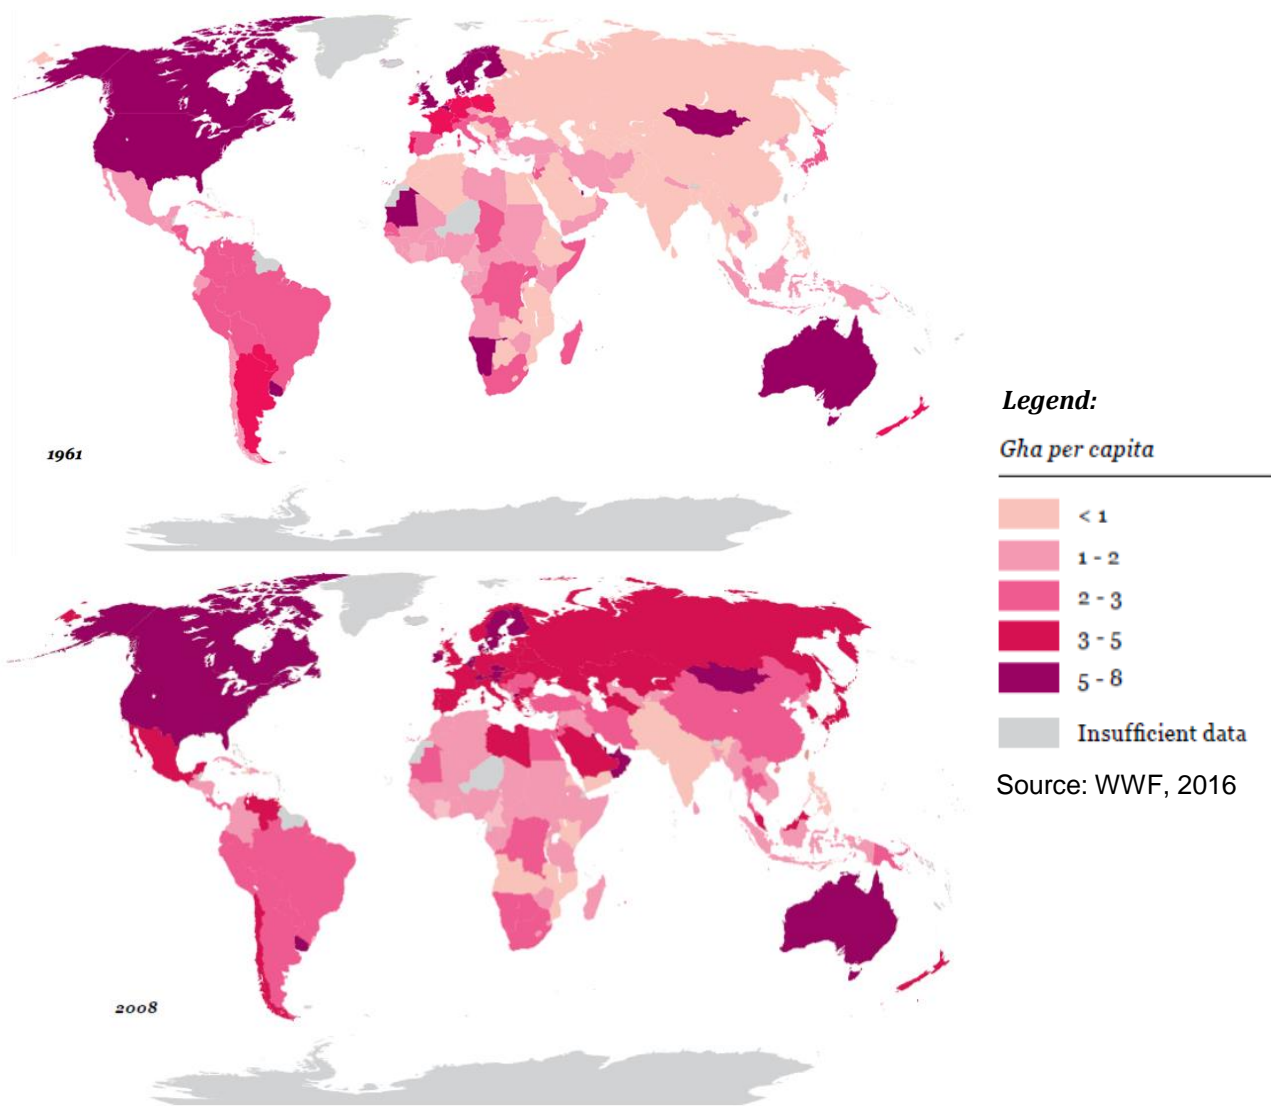 1961
Legend:
Gha per capita
< 1
1 - 2
2 - 3
3 - 5
5 - 8
Insufficient data
Source: WWF, 2016
2008